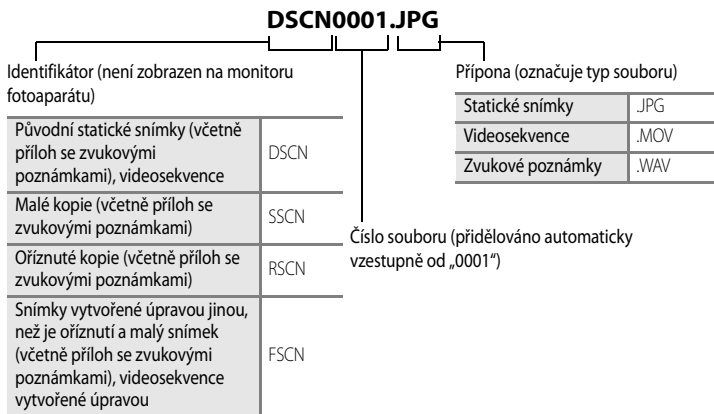 DSCN0001.JPG
Identifikátor (není zobrazen na monitoru
fotoaparátu)
Původní statické snímky (včetně
příloh se zvukovými
poznámkami), videosekvence
DSCN
Malé kopie (včetně příloh se
zvukovými poznámkami)
SSCN
Oříznuté kopie (včetně příloh se
zvukovými poznámkami)
RSCN
Snímky vytvořené úpravou jinou,
než je oříznutí a malý snímek
(včetně příloh se zvukovými
poznámkami), videosekvence
vytvořené úpravou
FSCN
Číslo souboru (přidělováno automaticky
vzestupně od „0001“)
Přípona (označuje typ souboru)
Statické snímky .JPG
Videosekvence .MOV
Zvukové poznámky .WAV